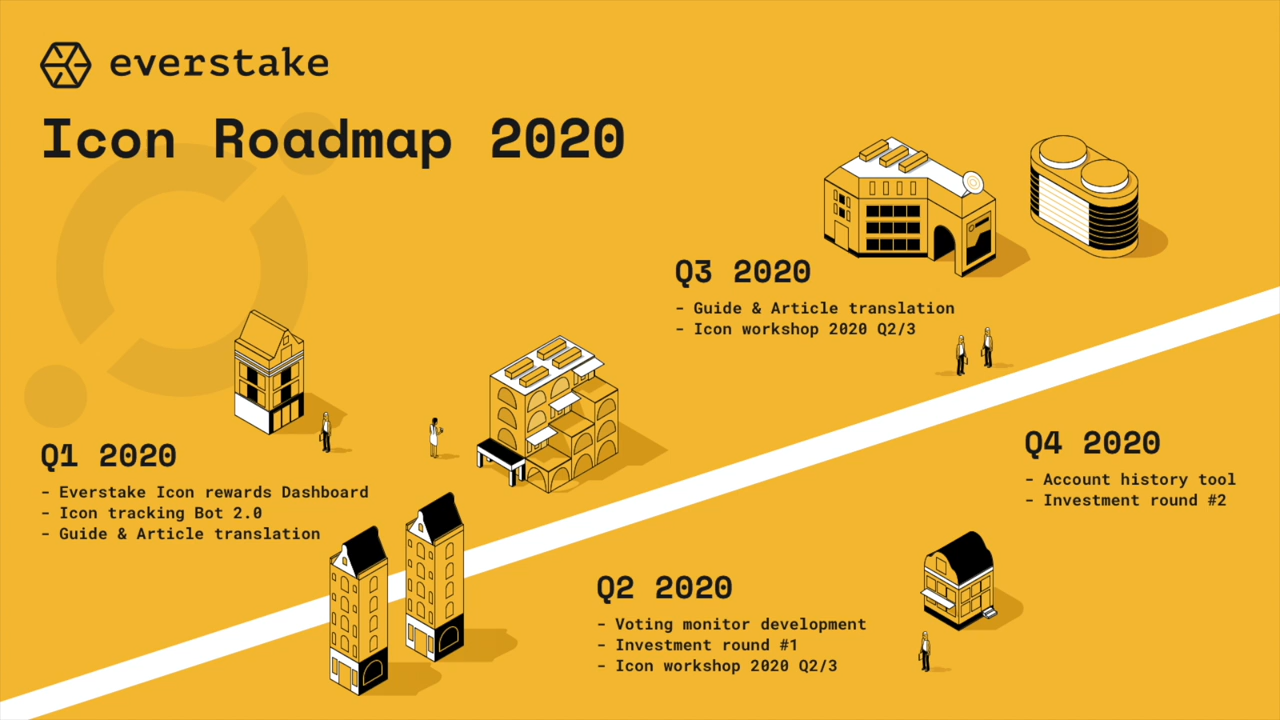 everstake
Icon Roadmap 2020
Q1 2020
- Everstake Icon rewards Dashboard
- Icon tracking Bot 2.0
- Guide & Article translation
Q2 2020
- Voting monitor development
- Investment round #1
- Icon workshop 2020 Q2/3
Q3 2020
- Guide & Article translation
- Icon workshop 2020 Q2/3
Q4 2020
- Account history tool
- Investment round #2